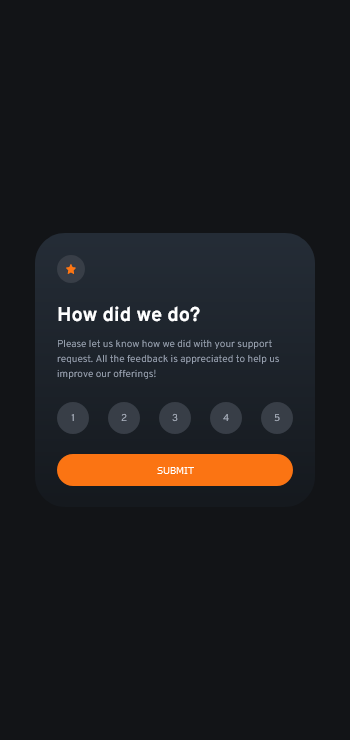 How did we do?
Please let us know how we did with your support
request. All the feedback is appreciated to help us
improve our offerings!
1 2 3 4 5
SUBMIT